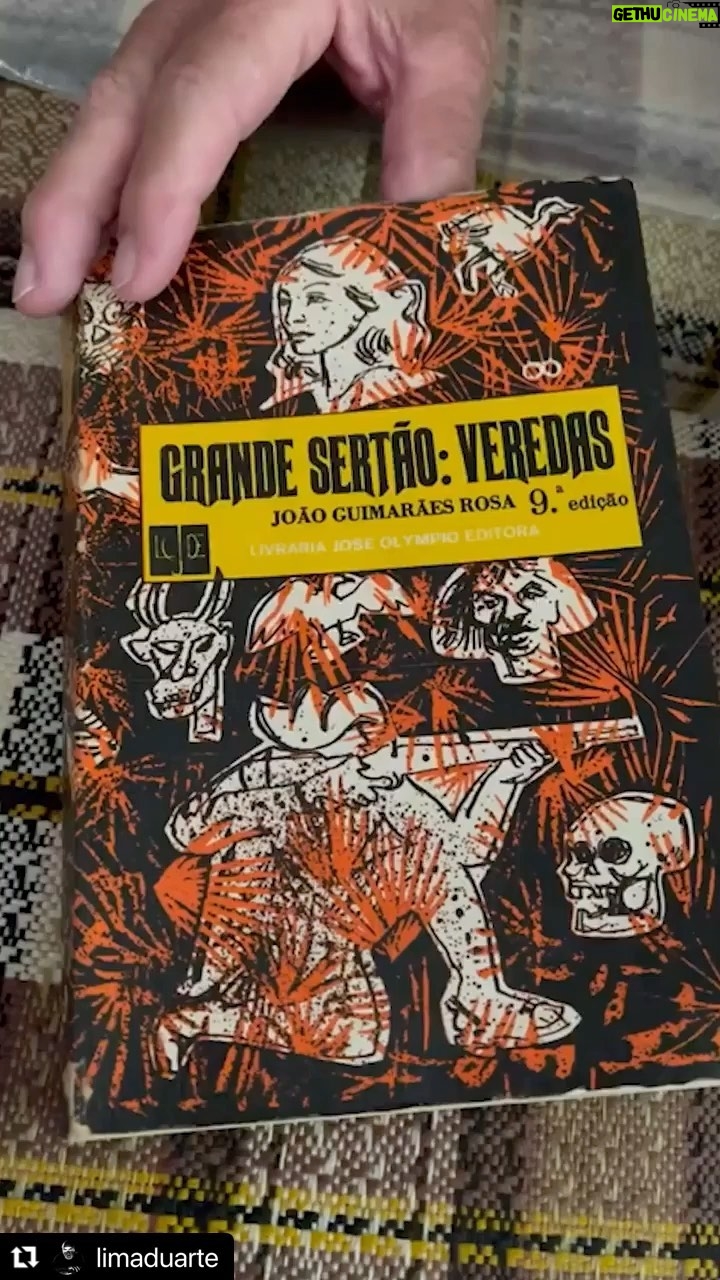 GETHUCINEMA
GRANDE SERTÃO: VEREDAS
JOÃO GUIMARÃES ROSA 9.ª edição
LIVRARIA JOSÉ OLYMPIO EDITORA
limaduarte